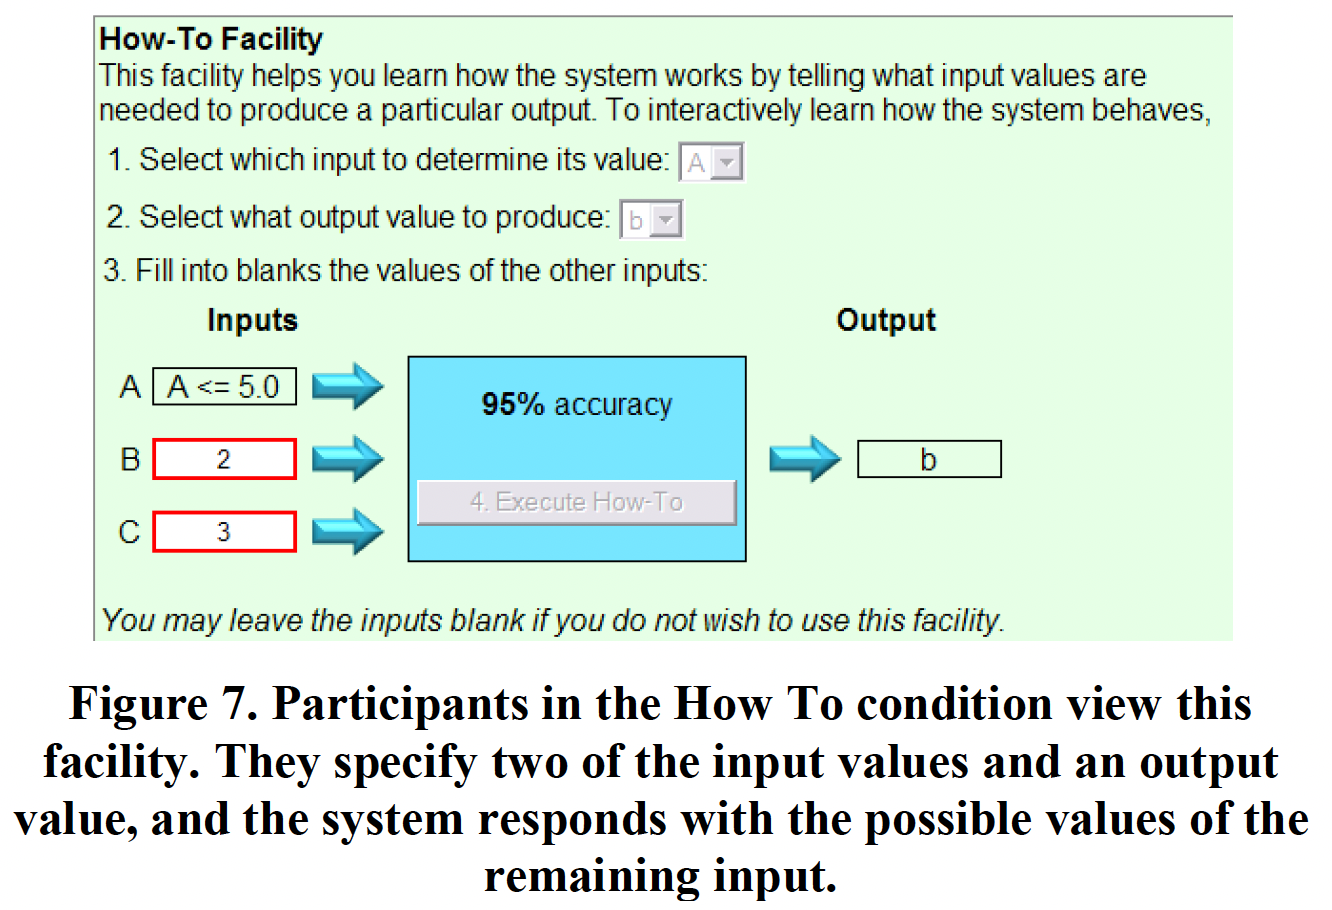 How-To Facility
This facility helps you learn how the system works by telling what input values are
needed to produce a particular output. To interactively learn how the system behaves,
1. Select which input to determine its value: A
2. Select what output value to produce: b
3. Fill into blanks the values of the other inputs:
Inputs Output
A A <= 5.0
95% accuracy
B 2 b
4. Execute How-To
C 3
You may leave the inputs blank if you do not wish to use this facility.
Figure 7. Participants in the How To condition view this
facility. They specify two of the input values and an output
value, and the system responds with the possible values of the
remaining input.